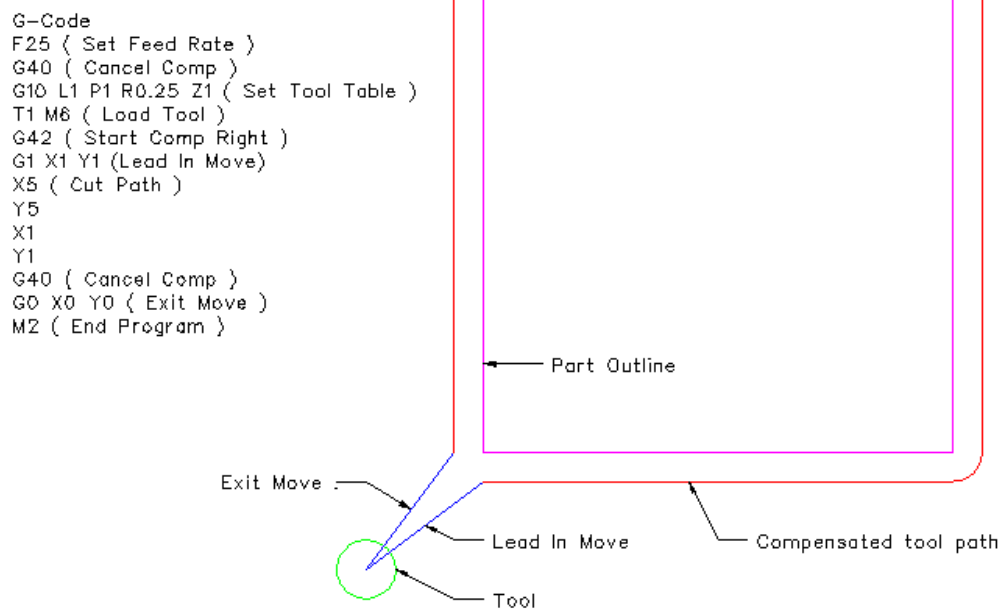 G-Code
F25 ( Set Feed Rate )
G40 ( Cancel Comp )
G10 L1 P1 R0.25 Z1 ( Set Tool Table )
T1 M6 ( Load Tool )
G42 ( Start Comp Right )
G1 X1 Y1 (Lead In Move)
X5 ( Cut Path )
Y5
X1
Y1
G40 ( Cancel Comp )
G0 X0 Y0 ( Exit Move )
M2 ( End Program )
Part Outline
Exit Move .
Lead In Move
Compensated tool path
Tool